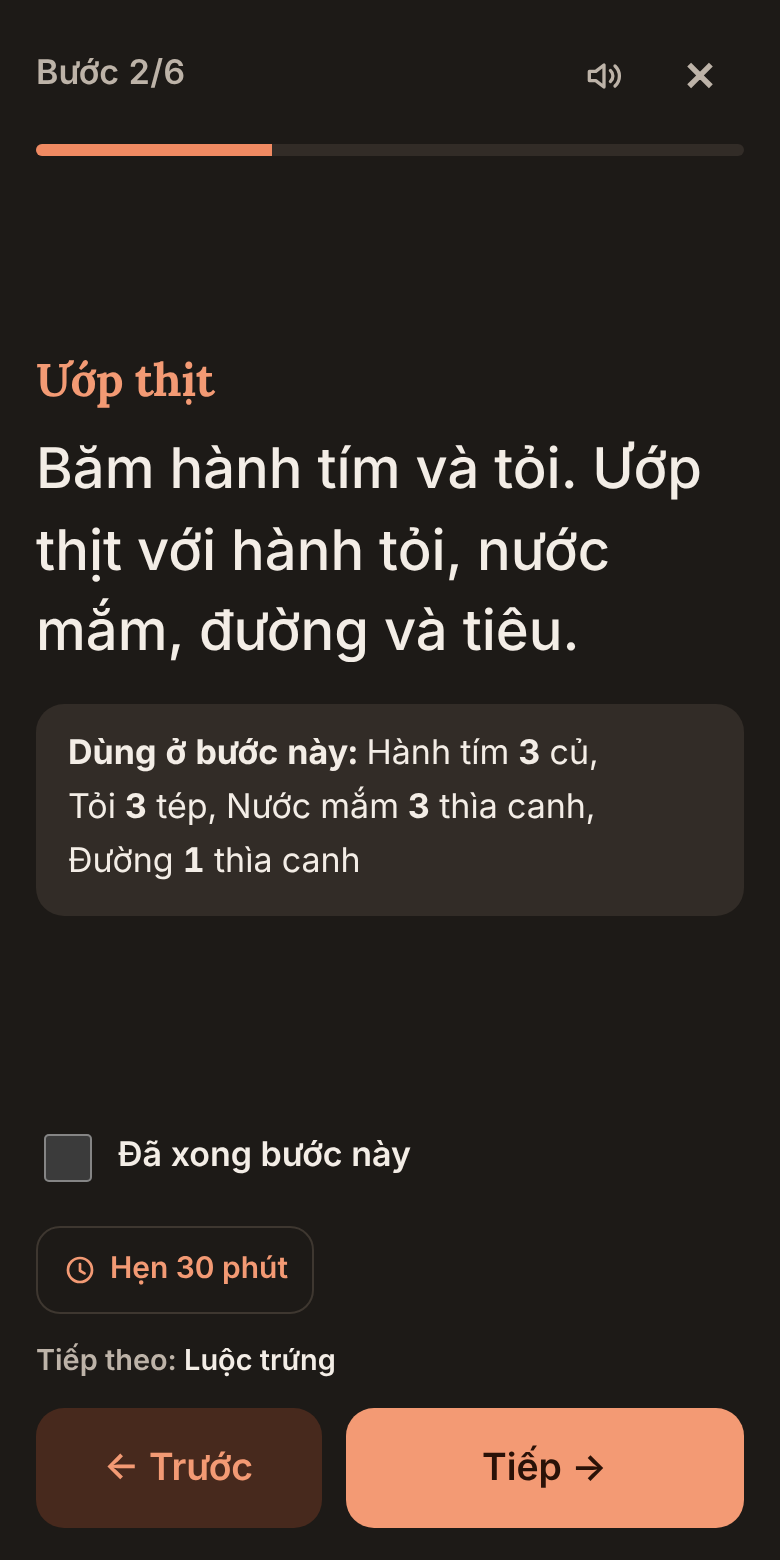 Bước 2/6
Ướp thịt
Băm hành tím và tỏi. Ướp
thịt với hành tỏi, nước
mắm, đường và tiêu.
Dùng ở bước này: Hành tím 3 củ,
Tỏi 3 tép, Nước mắm 3 thìa canh,
Đường 1 thìa canh
Đã xong bước này
Hẹn 30 phút
Tiếp theo: Luộc trứng
← Trước
Tiếp →